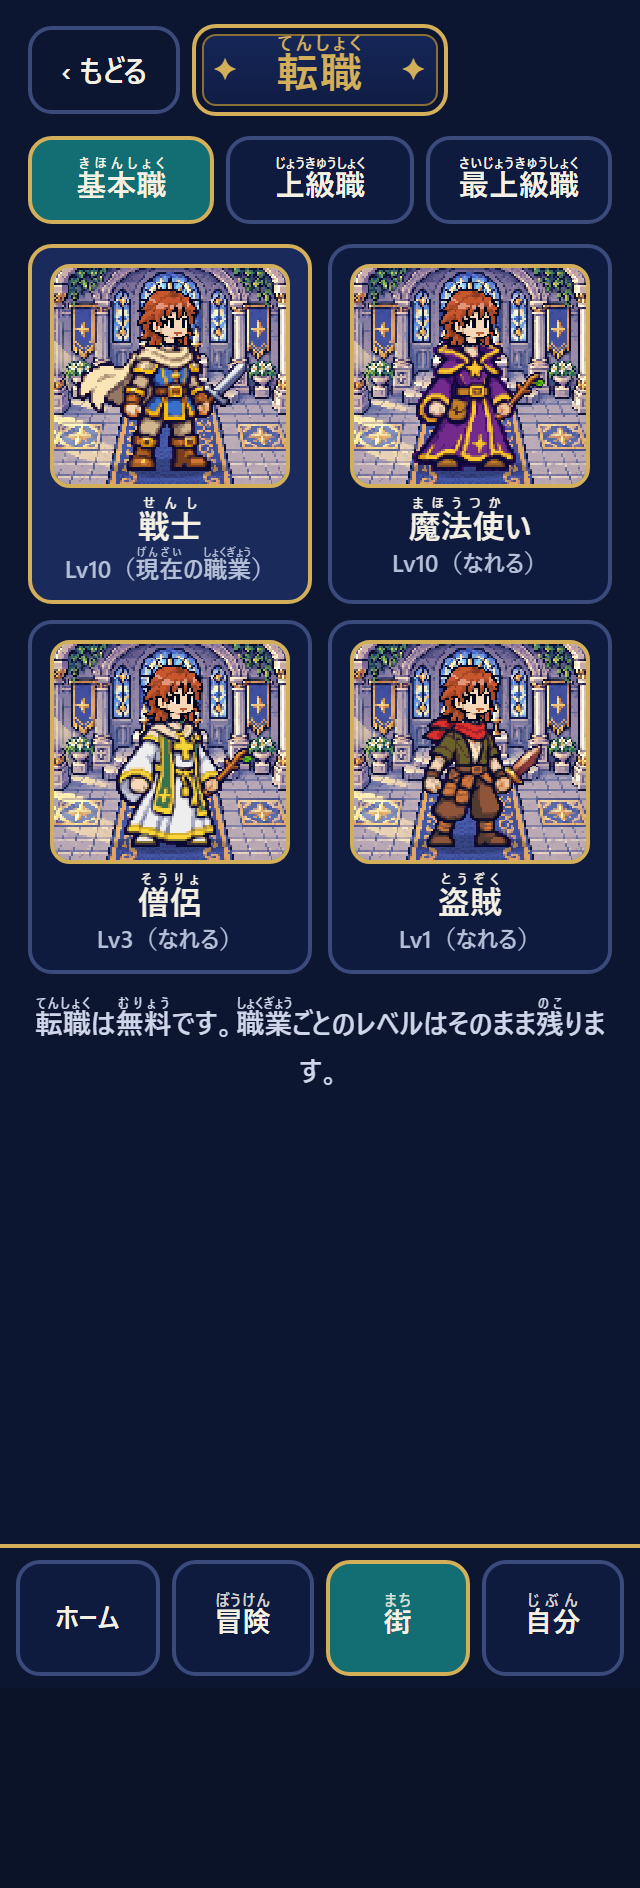 ‹ もどる
てんしょく
転職
きほんしょく
基本職
じょうきゅうしょく
上級職
さいじょうきゅうしょく
最上級職
せんし
戦士
げんざい しょくぎょう
Lv10（現在の職業）
まほうつか
魔法使い
Lv10（なれる）
そうりょ
僧侶
Lv3（なれる）
とうぞく
盗賊
Lv1（なれる）
てんしょく むりょう しょくぎょう のこ
転職は無料です。職業ごとのレベルはそのまま残りま
す。
ホーム
ぼうけん
冒険
まち
街
じぶん
自分